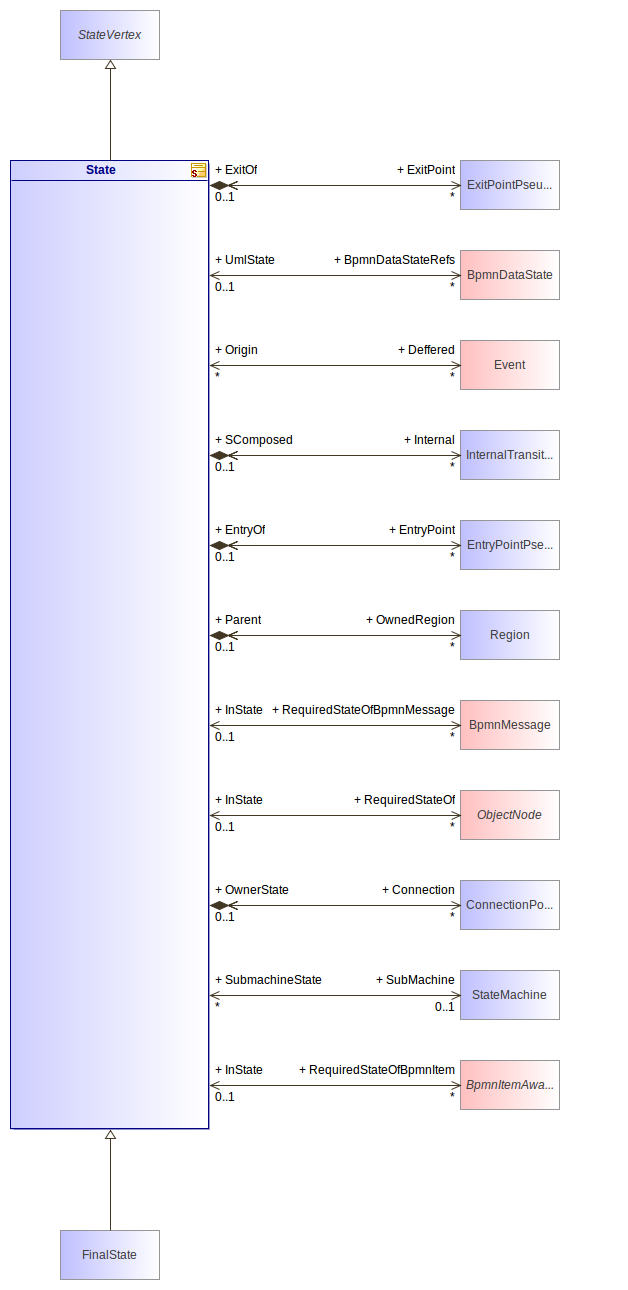 StateVertex
State
+ ExitOf + ExitPoint
0..1 *
ExitPointPseu...
+ UmlState + BpmnDataStateRefs
0..1 *
BpmnDataState
+ Origin + Deffered
* *
Event
+ SComposed + Internal
0..1 *
InternalTransit...
+ EntryOf + EntryPoint
0..1 *
EntryPointPse...
+ Parent + OwnedRegion
0..1 *
Region
+ InState + RequiredStateOfBpmnMessage
0..1 *
BpmnMessage
+ InState + RequiredStateOf
0..1 *
ObjectNode
+ OwnerState + Connection
0..1 *
ConnectionPo...
+ SubmachineState + SubMachine
* 0..1
StateMachine
+ InState + RequiredStateOfBpmnItem
0..1 *
BpmnItemAwa...
FinalState